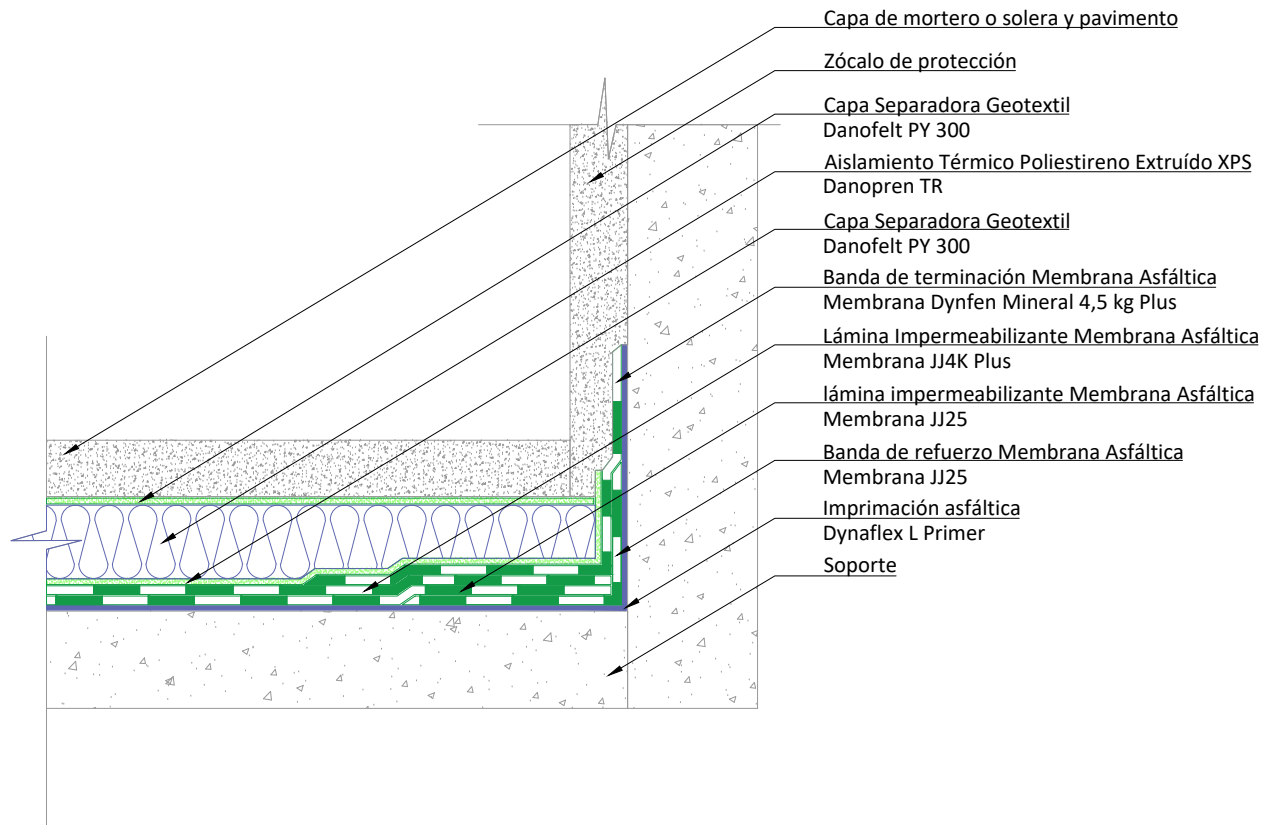 Capa de mortero o solera y pavimento
Zócalo de protección
Capa Separadora Geotextil
Danofelt PY 300
Aislamiento Térmico Poliestireno Extruído XPS
Danopren TR
Capa Separadora Geotextil
Danofelt PY 300
Banda de terminación Membrana Asfáltica
Membrana Dynfen Mineral 4,5 kg Plus
Lámina Impermeabilizante Membrana Asfáltica
Membrana JJ4K Plus
lámina impermeabilizante Membrana Asfáltica
Membrana JJ25
Banda de refuerzo Membrana Asfáltica
Membrana JJ25
Imprimación asfáltica
Dynaflex L Primer
Soporte